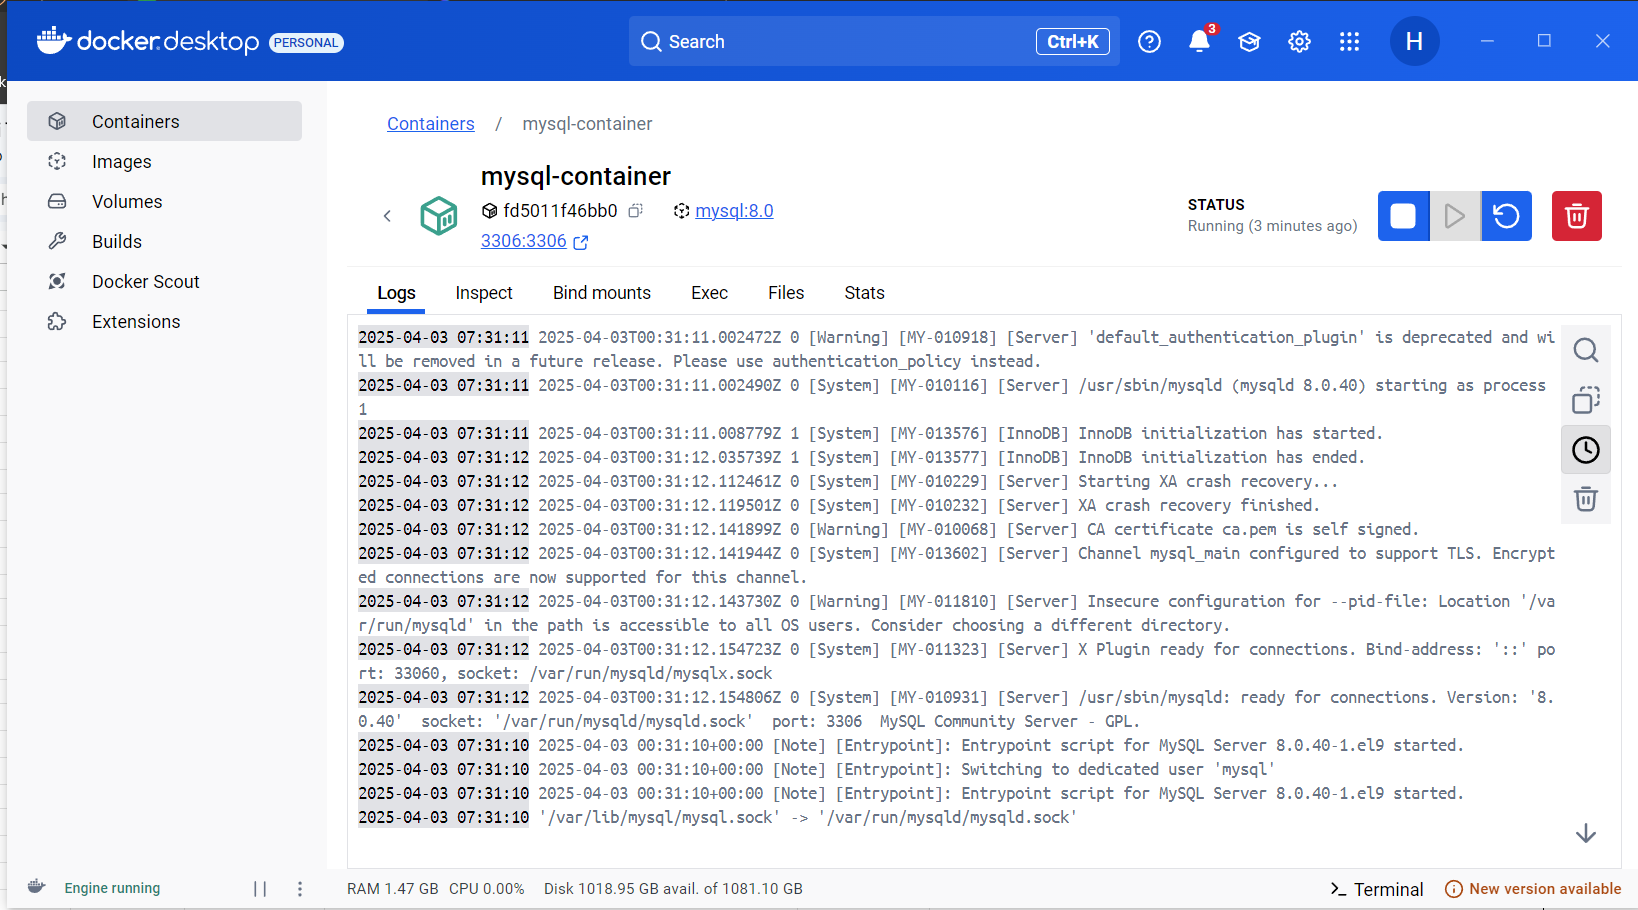 docker.desktop PERSONAL
Search
Ctrl+K
3
H
Containers
Images
Volumes
Builds
Docker Scout
Extensions
Containers / mysql-container
mysql-container
fd5011f46bb0 mysql:8.0
3306:3306
STATUS
Running (3 minutes ago)
Logs Inspect Bind mounts Exec Files Stats
2025-04-03 07:31:11 2025-04-03T00:31:11.002472Z 0 [Warning] [MY-010918] [Server] 'default_authentication_plugin' is deprecated and wi
ll be removed in a future release. Please use authentication_policy instead.
2025-04-03 07:31:11 2025-04-03T00:31:11.002490Z 0 [System] [MY-010116] [Server] /usr/sbin/mysqld (mysqld 8.0.40) starting as process
1
2025-04-03 07:31:11 2025-04-03T00:31:11.008779Z 1 [System] [MY-013576] [InnoDB] InnoDB initialization has started.
2025-04-03 07:31:12 2025-04-03T00:31:12.035739Z 1 [System] [MY-013577] [InnoDB] InnoDB initialization has ended.
2025-04-03 07:31:12 2025-04-03T00:31:12.112461Z 0 [System] [MY-010229] [Server] Starting XA crash recovery...
2025-04-03 07:31:12 2025-04-03T00:31:12.119501Z 0 [System] [MY-010232] [Server] XA crash recovery finished.
2025-04-03 07:31:12 2025-04-03T00:31:12.141899Z 0 [Warning] [MY-010068] [Server] CA certificate ca.pem is self signed.
2025-04-03 07:31:12 2025-04-03T00:31:12.141944Z 0 [System] [MY-013602] [Server] Channel mysql_main configured to support TLS. Encrypt
ed connections are now supported for this channel.
2025-04-03 07:31:12 2025-04-03T00:31:12.143730Z 0 [Warning] [MY-011810] [Server] Insecure configuration for --pid-file: Location '/va
r/run/mysqld' in the path is accessible to all OS users. Consider choosing a different directory.
2025-04-03 07:31:12 2025-04-03T00:31:12.154723Z 0 [System] [MY-011323] [Server] X Plugin ready for connections. Bind-address: '::' po
rt: 33060, socket: /var/run/mysqld/mysqlx.sock
2025-04-03 07:31:12 2025-04-03T00:31:12.154806Z 0 [System] [MY-010931] [Server] /usr/sbin/mysqld: ready for connections. Version: '8.
0.40'  socket: '/var/run/mysqld/mysqld.sock'  port: 3306  MySQL Community Server - GPL.
2025-04-03 07:31:10 2025-04-03 00:31:10+00:00 [Note] [Entrypoint]: Entrypoint script for MySQL Server 8.0.40-1.el9 started.
2025-04-03 07:31:10 2025-04-03 00:31:10+00:00 [Note] [Entrypoint]: Switching to dedicated user 'mysql'
2025-04-03 07:31:10 2025-04-03 00:31:10+00:00 [Note] [Entrypoint]: Entrypoint script for MySQL Server 8.0.40-1.el9 started.
2025-04-03 07:31:10 '/var/lib/mysql/mysql.sock' -> '/var/run/mysqld/mysqld.sock'
Engine running
RAM 1.47 GB CPU 0.00% Disk 1018.95 GB avail. of 1081.10 GB
Terminal
New version available